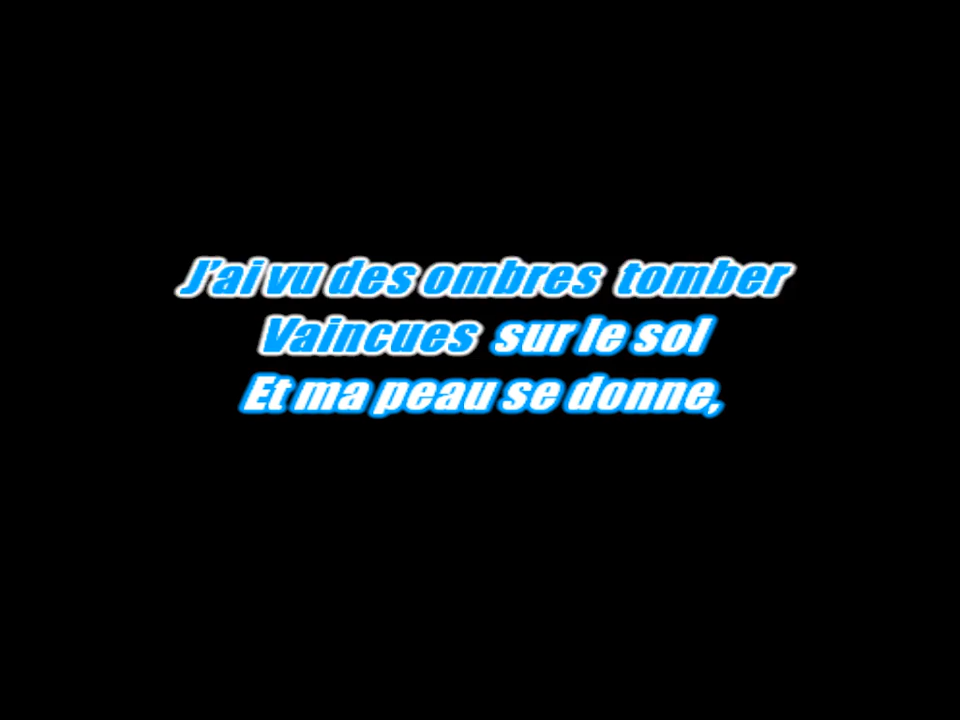 J'ai vu des ombres tomber
Vaincues sur le sol
Et ma peau se donne,